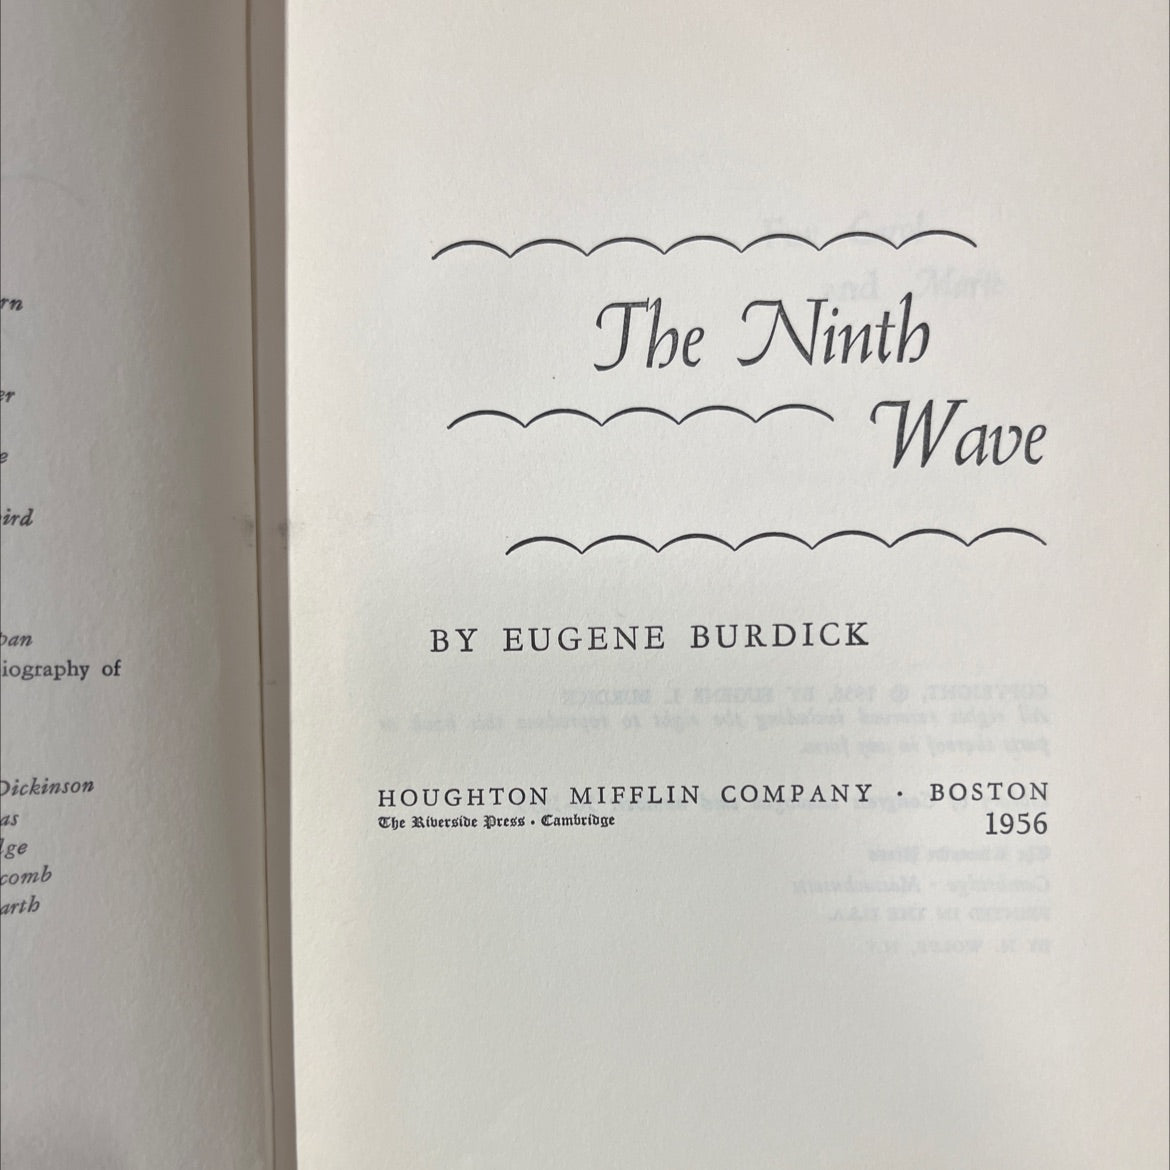 rn
er
e
ird
ban
iography of
Dickinson
as
dge
comb
arth
The Ninth
Wave
BY EUGENE BURDICK
HOUGHTON MIFFLIN COMPANY · BOSTON
The Riverside Press · Cambridge
1956